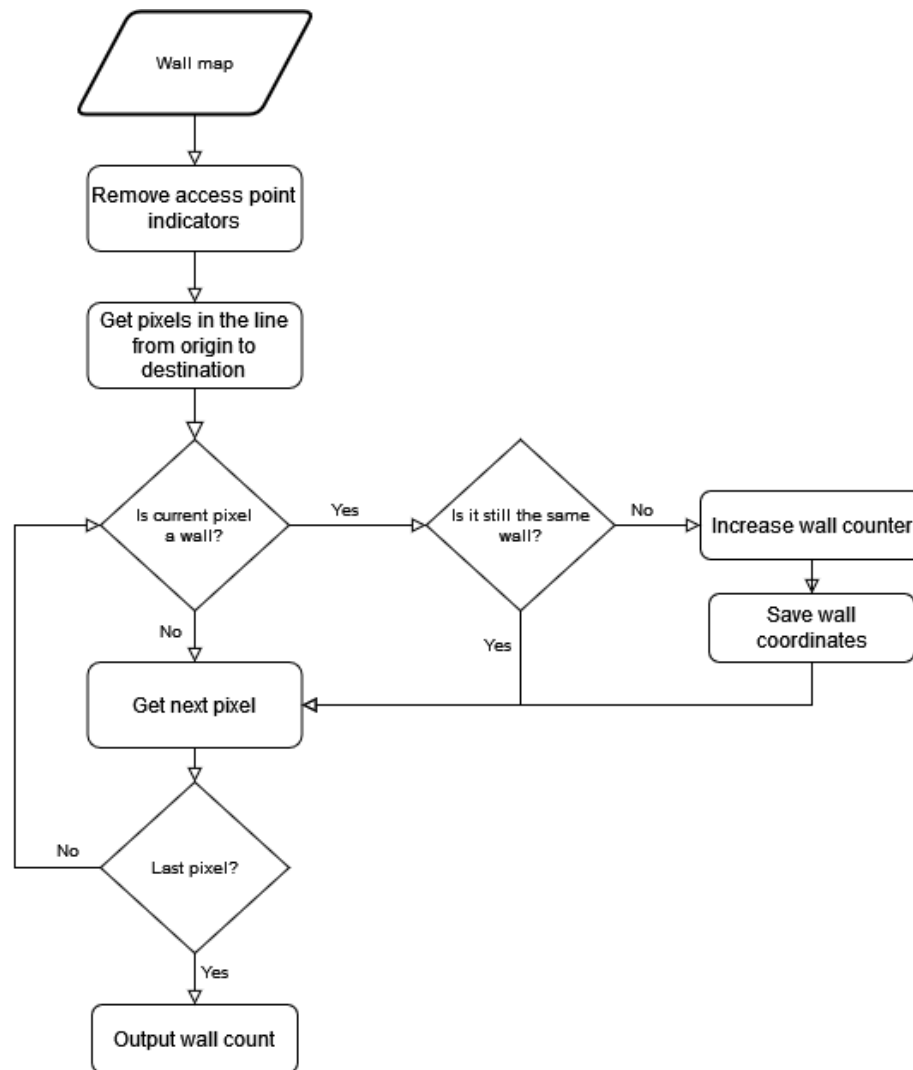 Wall map
Remove access point
indicators
Get pixels in the line
from origin to
destination
Is current pixel
a wall?
Yes
Is it still the same
wall?
No
Increase wall counter
Save wall
coordinates
No
Yes
Get next pixel
No
Last pixel?
Yes
Output wall count